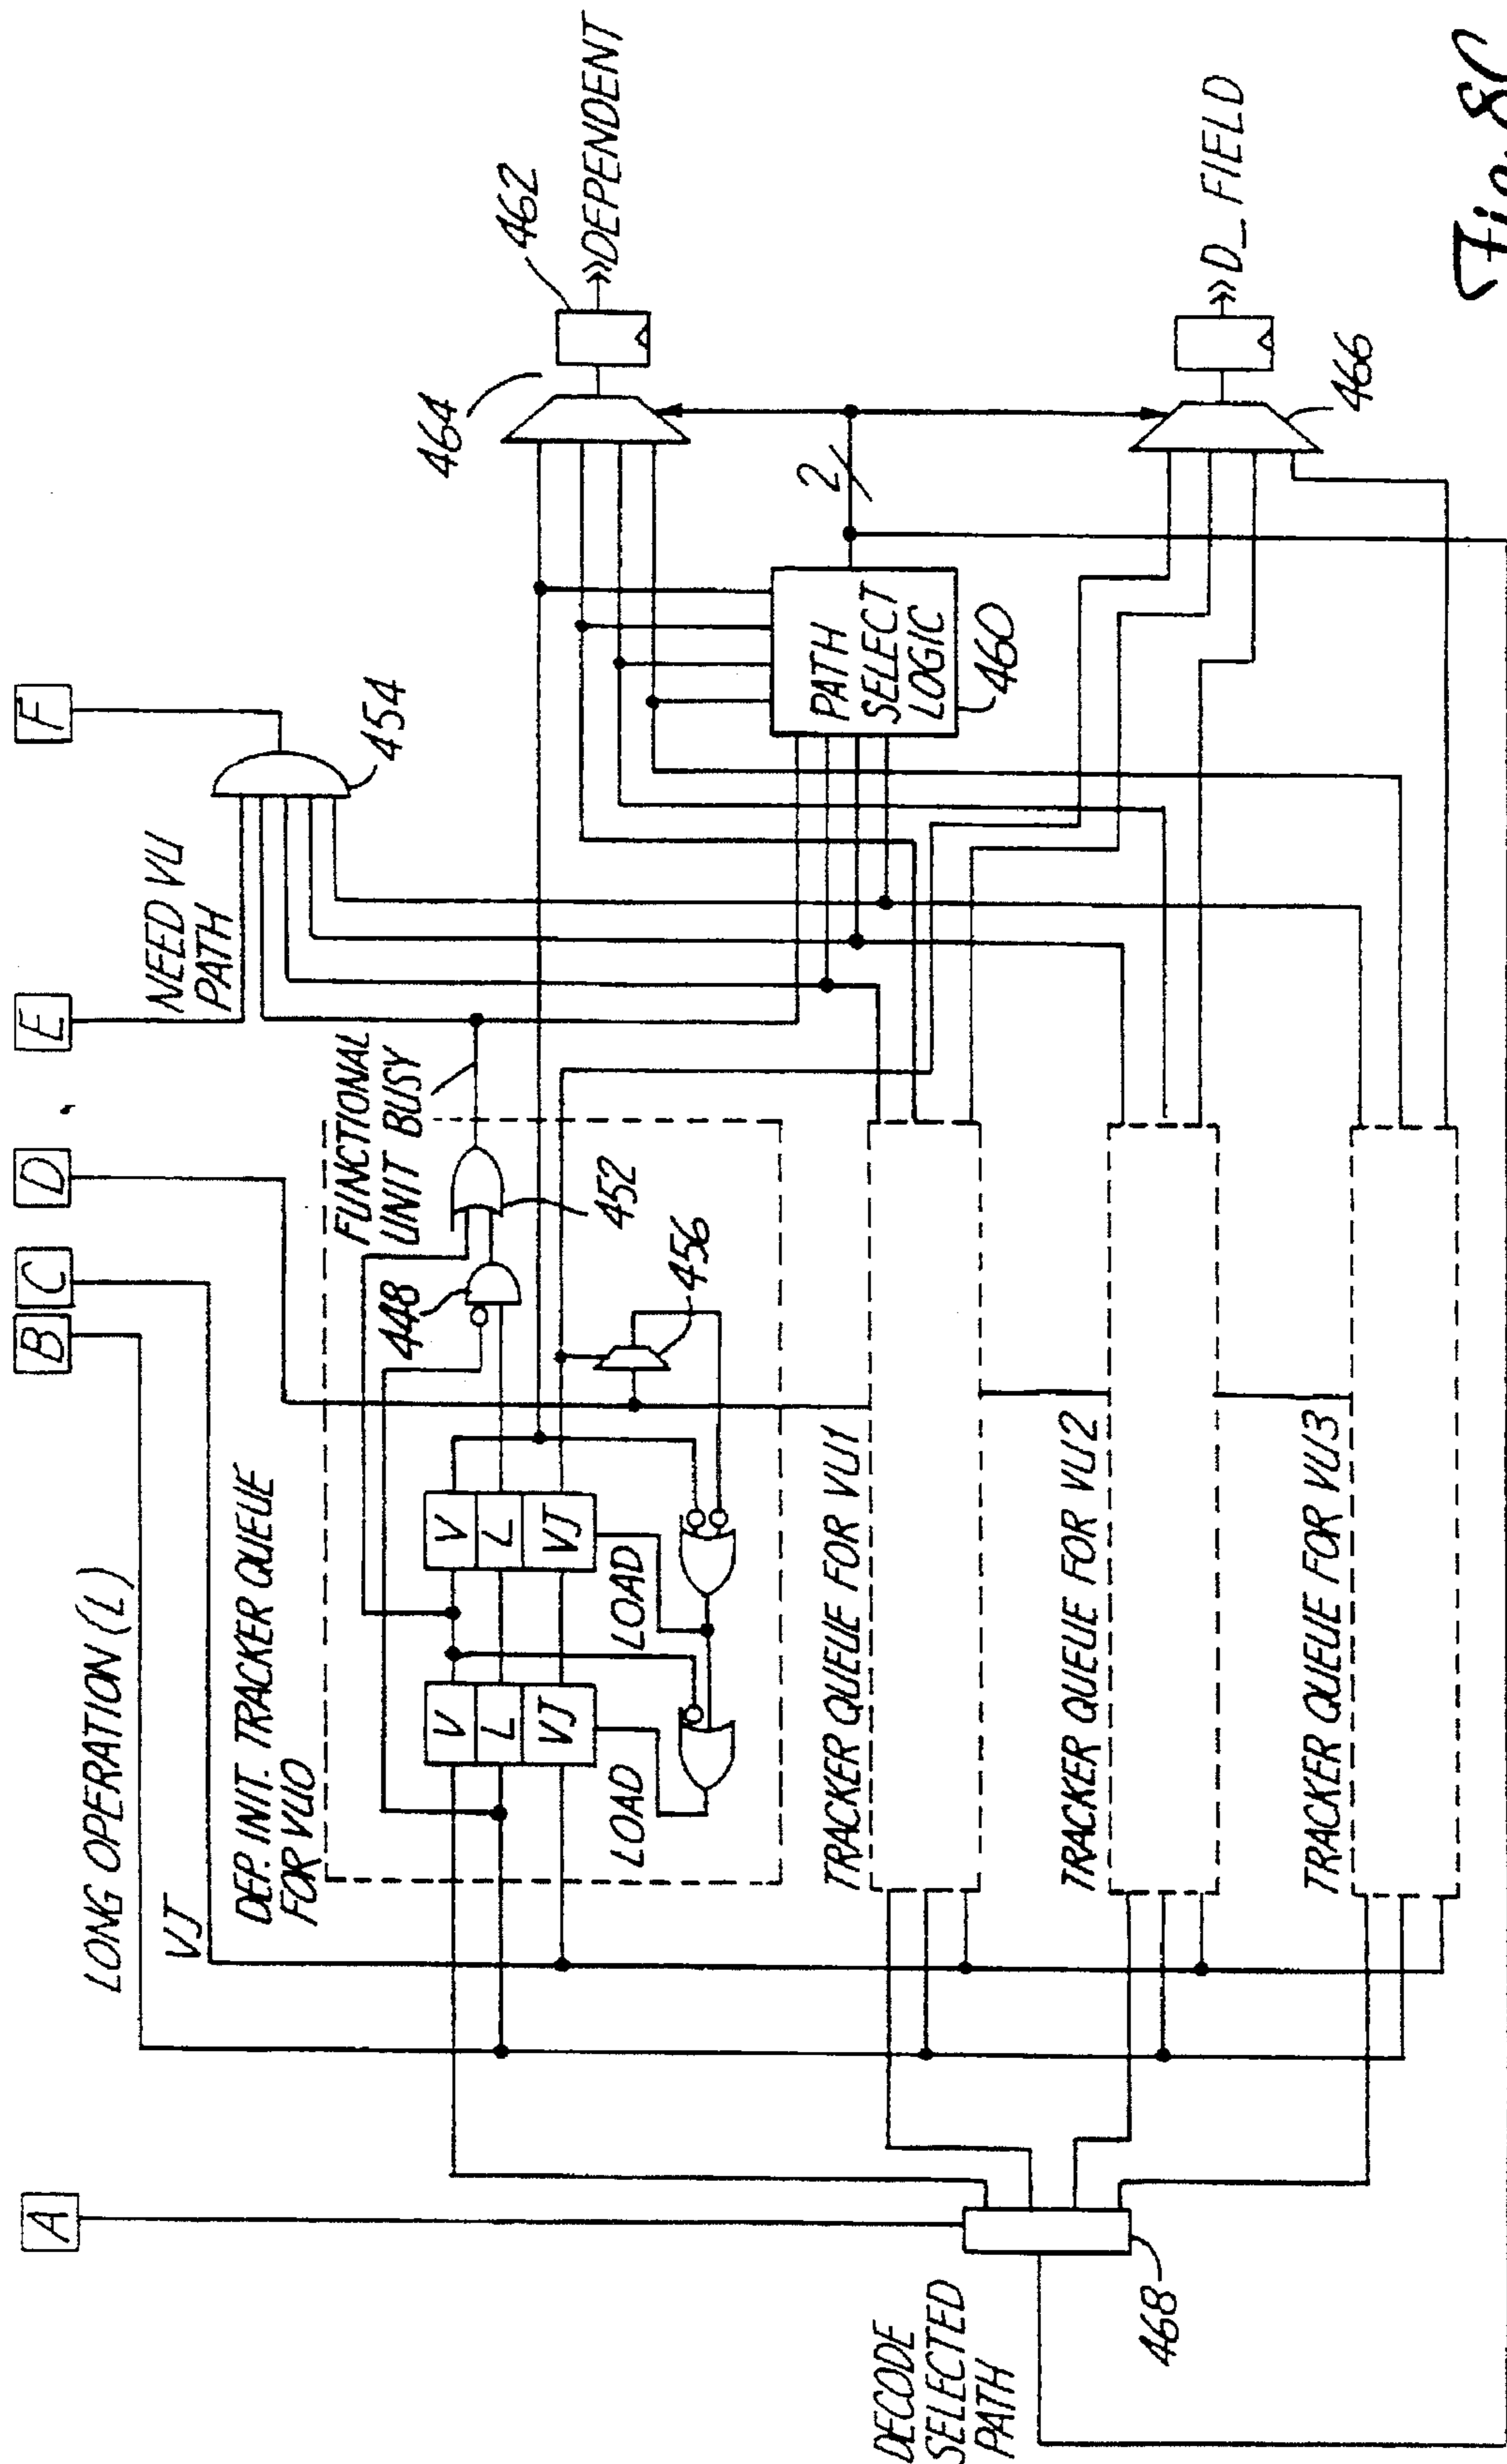 A
B
C
D
E
F
LONG OPERATION (L)
VJ
DEP. INIT. TRACKER QUEUE
FOR VU0
FUNCTIONAL
UNIT BUSY
NEED VU
PATH
454
448
452
456
V
L
VJ
V
L
VJ
LOAD
LOAD
464
462
DEPENDENT
2
PATH
SELECT
LOGIC
460
TRACKER QUEUE FOR VU1
TRACKER QUEUE FOR VU2
TRACKER QUEUE FOR VU3
DECODE
SELECTED
PATH
468
466
D_FIELD
Fig. 8C